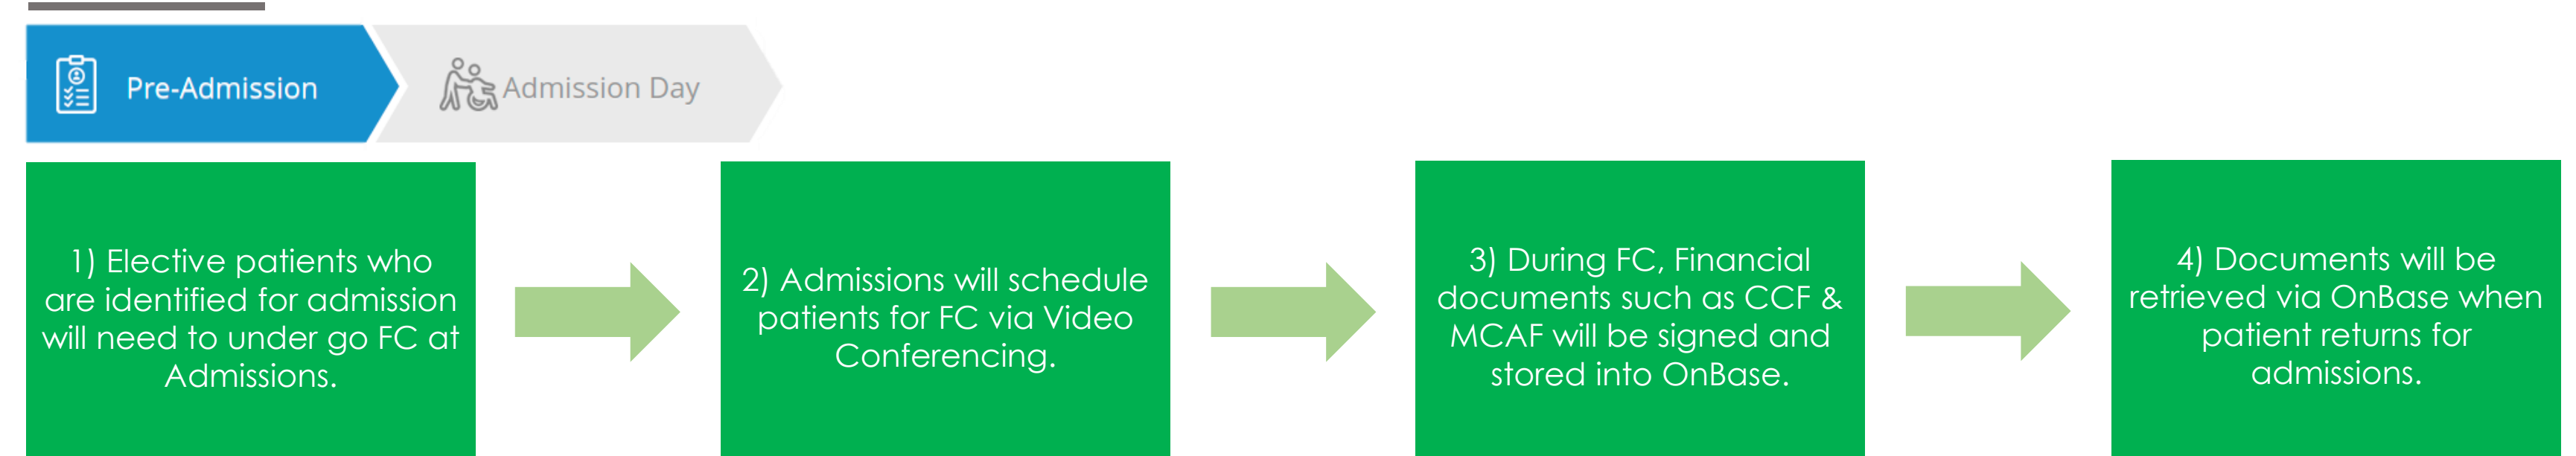 Pre-Admission
Admission Day
1) Elective patients who
are identified for admission
will need to under go FC at
Admissions.
2) Admissions will schedule
patients for FC via Video
Conferencing.
3) During FC, Financial
documents such as CCF &
MCAF will be signed and
stored into OnBase.
4) Documents will be
retrieved via OnBase when
patient returns for
admissions.